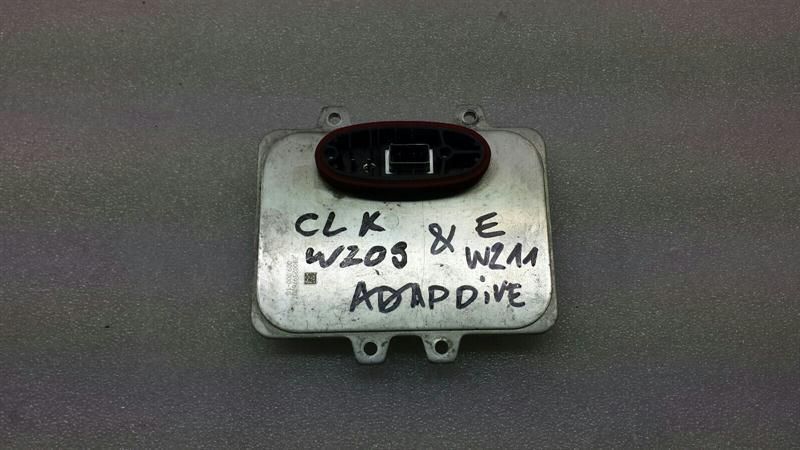 CLK & E
W209 W211
ADAPDIVE